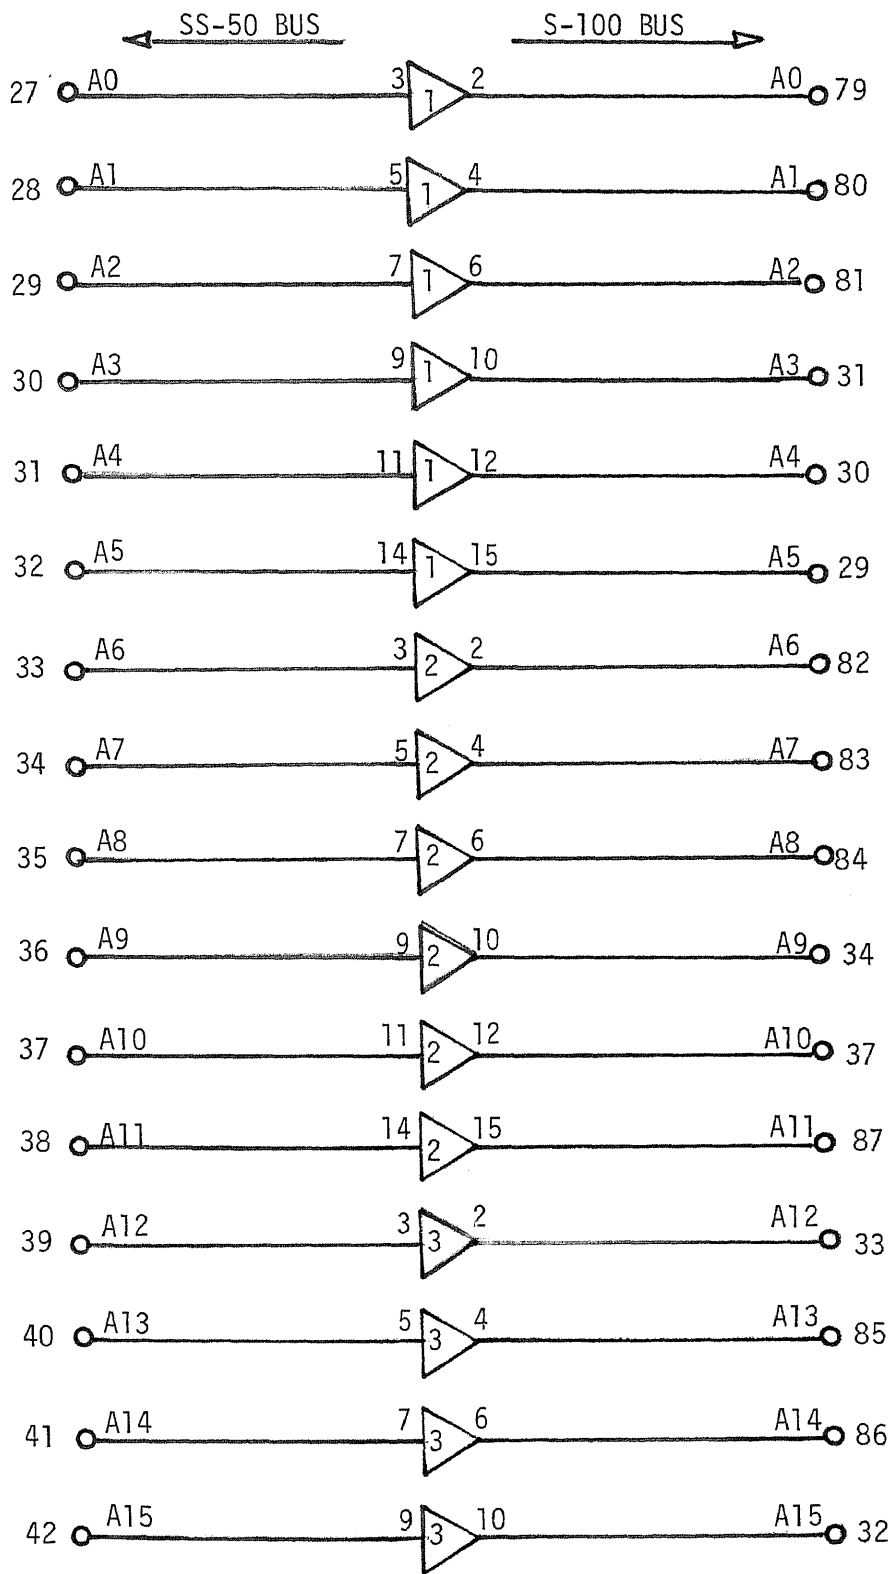 SS-50 BUS S-100 BUS
27 A0 3 1 2 A0 79
28 A1 5 1 4 A1 80
29 A2 7 1 6 A2 81
30 A3 9 1 10 A3 31
31 A4 11 1 12 A4 30
32 A5 14 1 15 A5 29
33 A6 3 2 2 A6 82
34 A7 5 2 4 A7 83
35 A8 7 2 6 A8 84
36 A9 9 2 10 A9 34
37 A10 11 2 12 A10 37
38 A11 14 2 15 A11 87
39 A12 3 3 2 A12 33
40 A13 5 3 4 A13 85
41 A14 7 3 6 A14 86
42 A15 9 3 10 A15 32